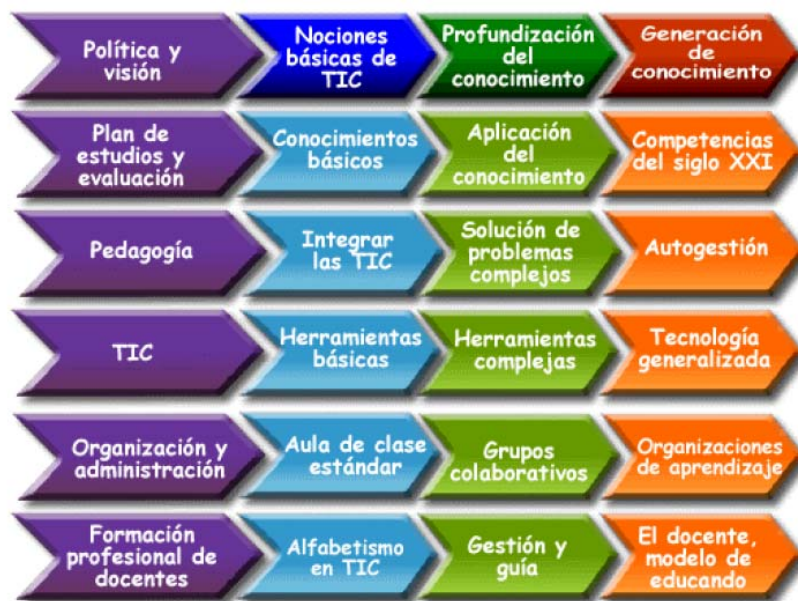 Política y
visión
Nociones
básicas de
TIC
Profundización
del
conocimiento
Generación
de
conocimiento
Plan de
estudios y
evaluación
Conocimientos
básicos
Aplicación
del
conocimiento
Competencias
del siglo XXI
Pedagogía
Integrar
las TIC
Solución de
problemas
complejos
Autogestión
TIC
Herramientas
básicas
Herramientas
complejas
Tecnología
generalizada
Organización y
administración
Aula de clase
estándar
Grupos
colaborativos
Organizaciones
de aprendizaje
Formación
profesional de
docentes
Alfabetismo
en TIC
Gestión y
guía
El docente,
modelo de
educando